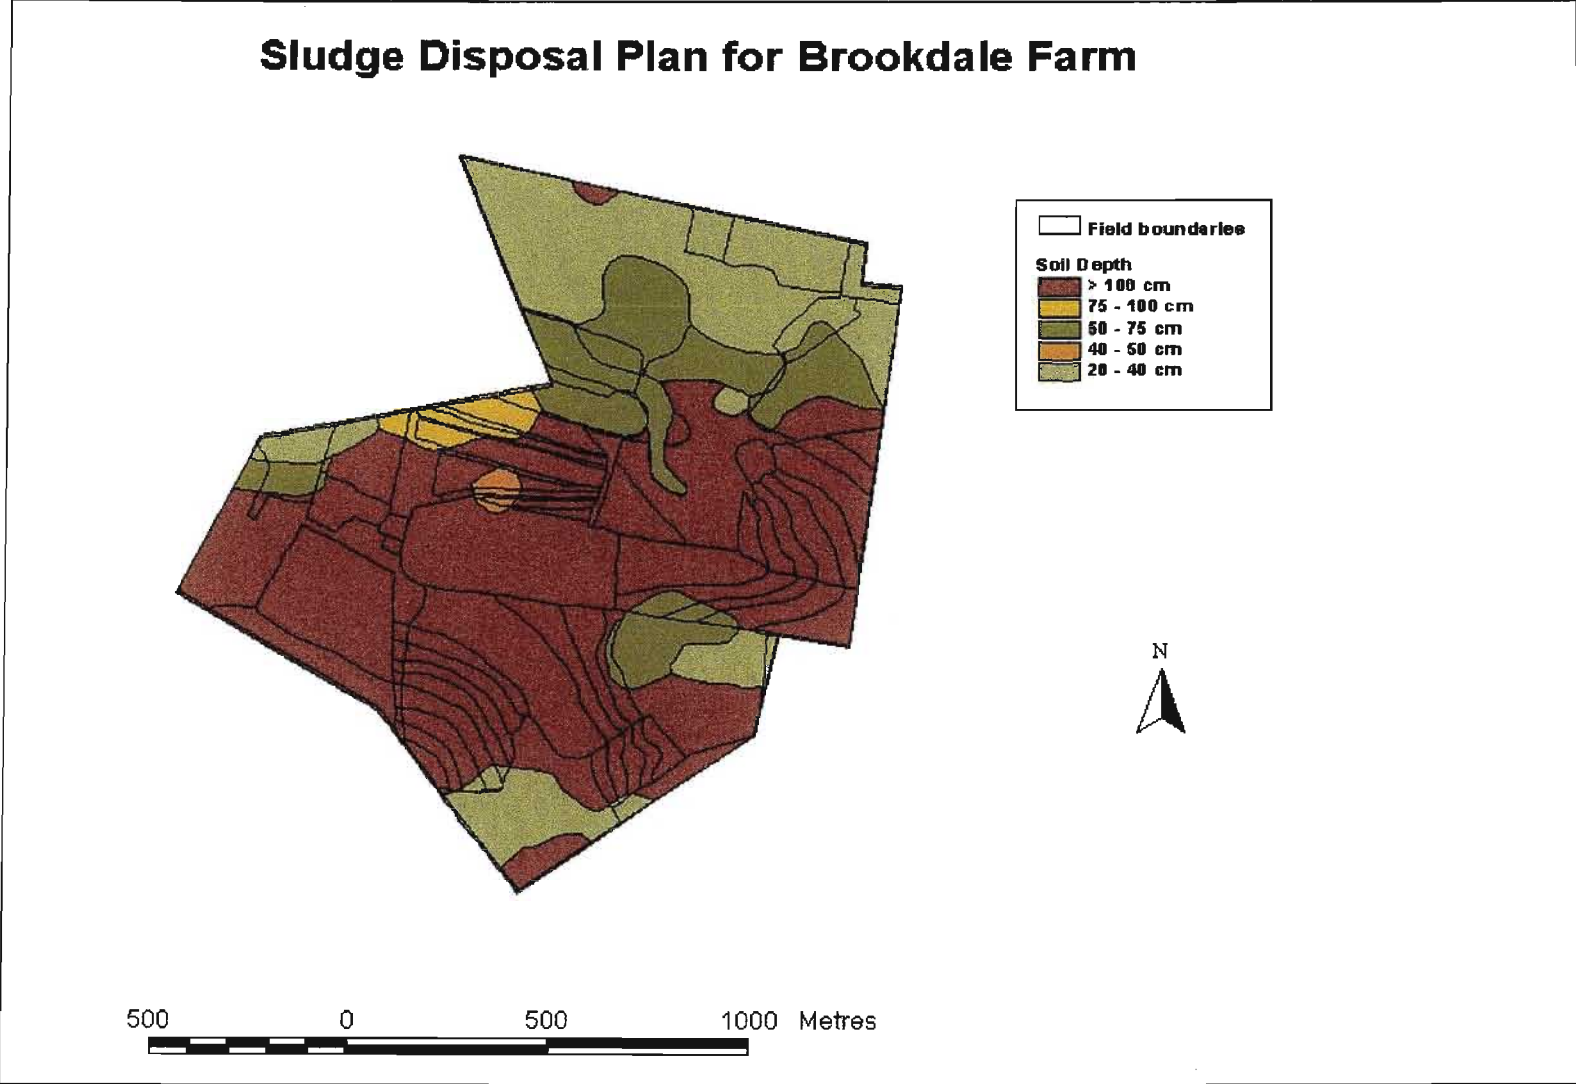 Sludge Disposal Plan for Brookdale Farm
Field boundaries
Soil Depth
> 100 cm
75 - 100 cm
50 - 75 cm
40 - 50 cm
20 - 40 cm
N
500 0 500 1000 Metres